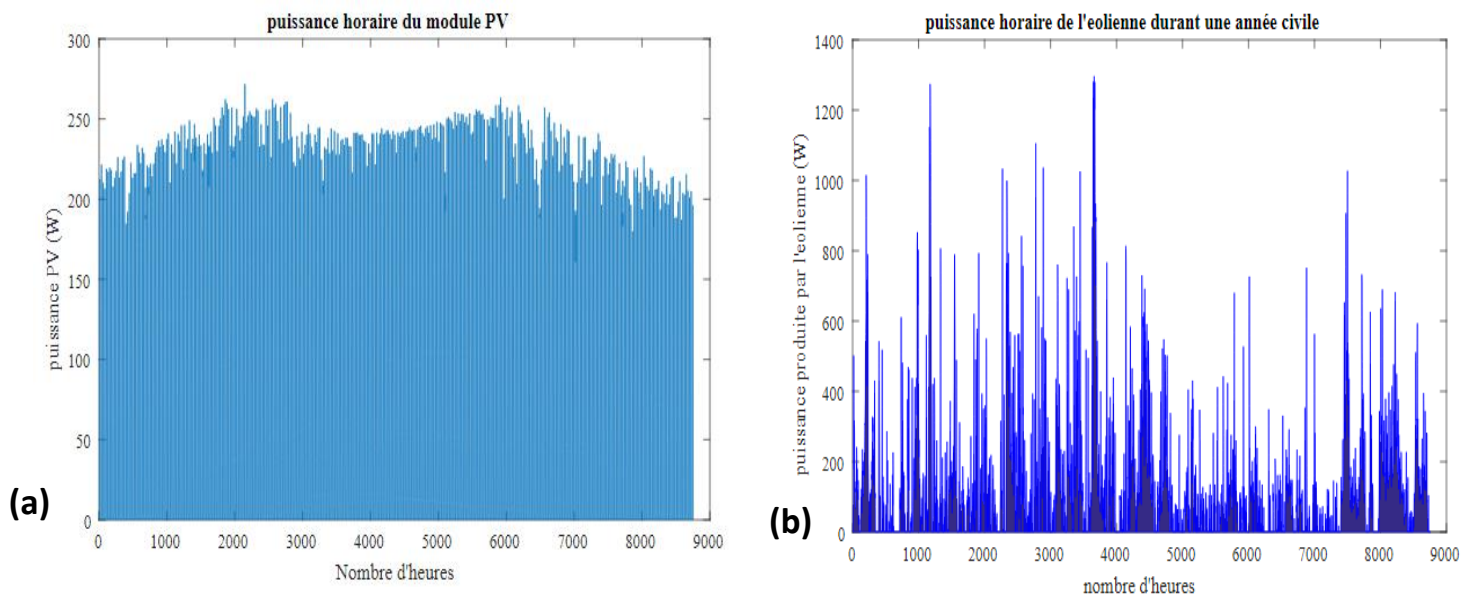 puissance horaire du module PV
300
250
200
150
100
50
0
puissance PV (W)
0 1000 2000 3000 4000 5000 6000 7000 8000 9000
Nombre d'heures
(a)
puissance horaire de l'eolienne durant une année civile
1400
1200
1000
800
600
400
200
0
puissance produite par l'eolienne (W)
0 1000 2000 3000 4000 5000 6000 7000 8000 9000
nombre d'heures
(b)